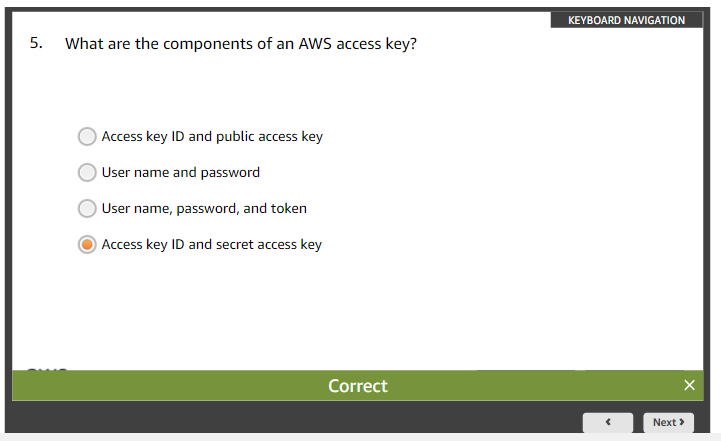 KEYBOARD NAVIGATION
5. What are the components of an AWS access key?
Access key ID and public access key
User name and password
User name, password, and token
Access key ID and secret access key
Correct
Next